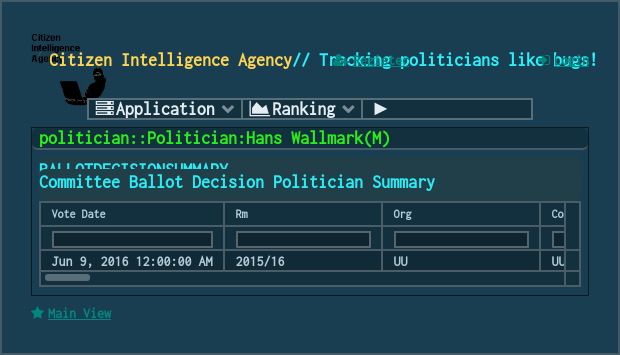 Citizen
Intelligence
Agency
Citizen Intelligence Agency// Tracking politicians like bugs!
Register
Login
Application Ranking
politician::Politician:Hans Wallmark(M)
BALLOTDECISIONSUMMARY
Committee Ballot Decision Politician Summary
Vote Date Rm Org Co
Jun 9, 2016 12:00:00 AM 2015/16 UU UU
Main View